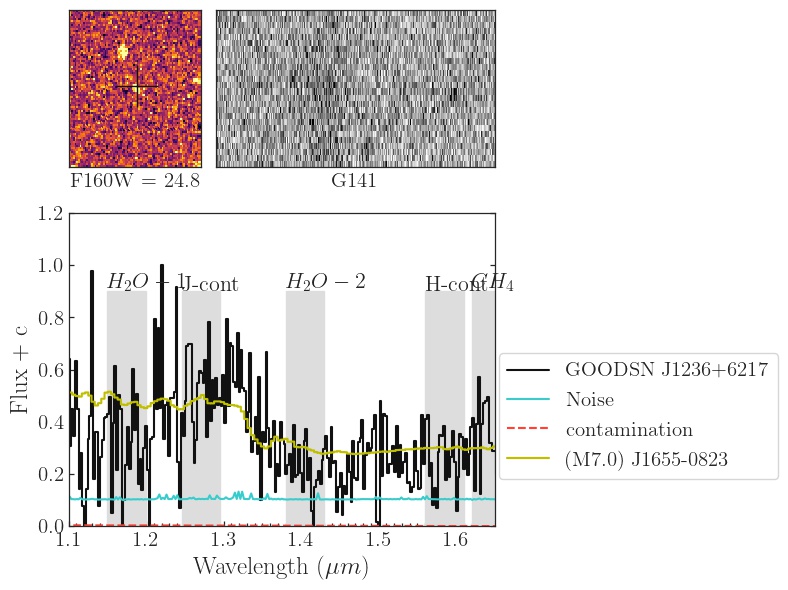 F160W = 24.8
G141
1.2
1.0
0.8
0.6
0.4
0.2
0.0
Flux + c
H₂O − 1
J-cont
H₂O − 2
H-cont
CH₄
GOODSN J1236+6217
Noise
contamination
(M7.0) J1655-0823
1.1 1.2 1.3 1.4 1.5 1.6
Wavelength (μm)